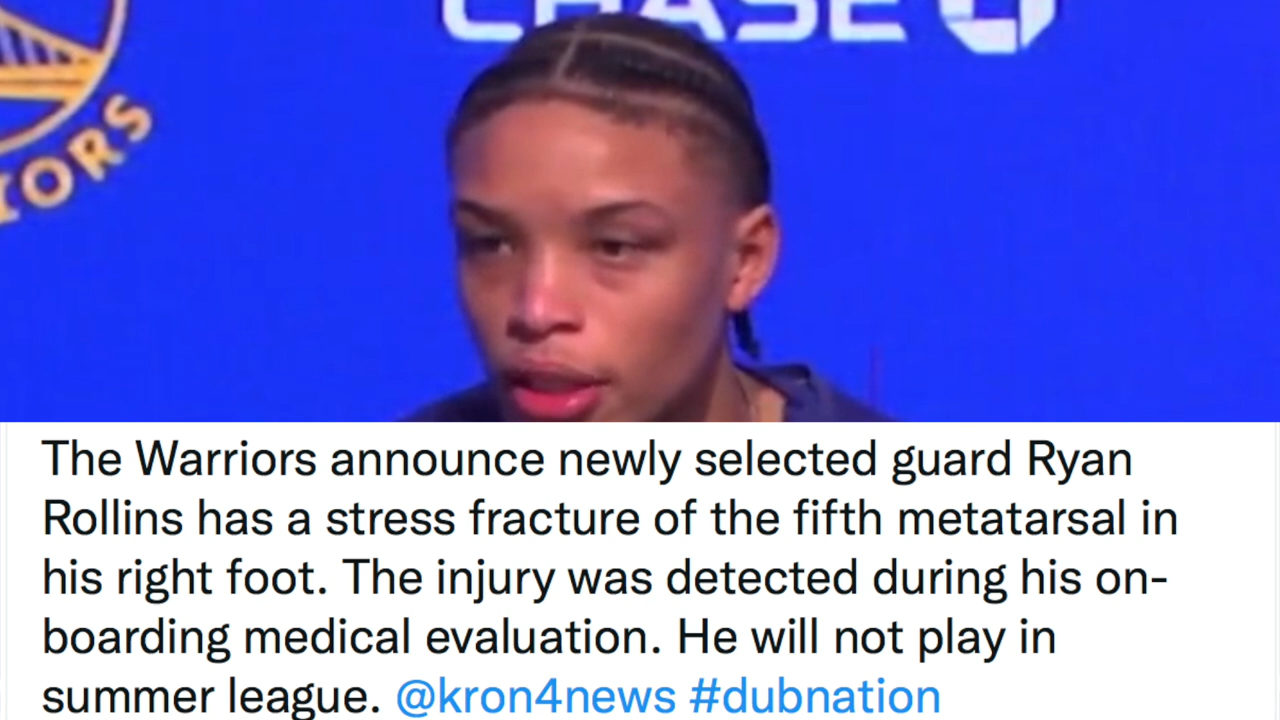 CHASE
TORS
The Warriors announce newly selected guard Ryan
Rollins has a stress fracture of the fifth metatarsal in
his right foot. The injury was detected during his on-
boarding medical evaluation. He will not play in
summer league. @kron4news #dubnation